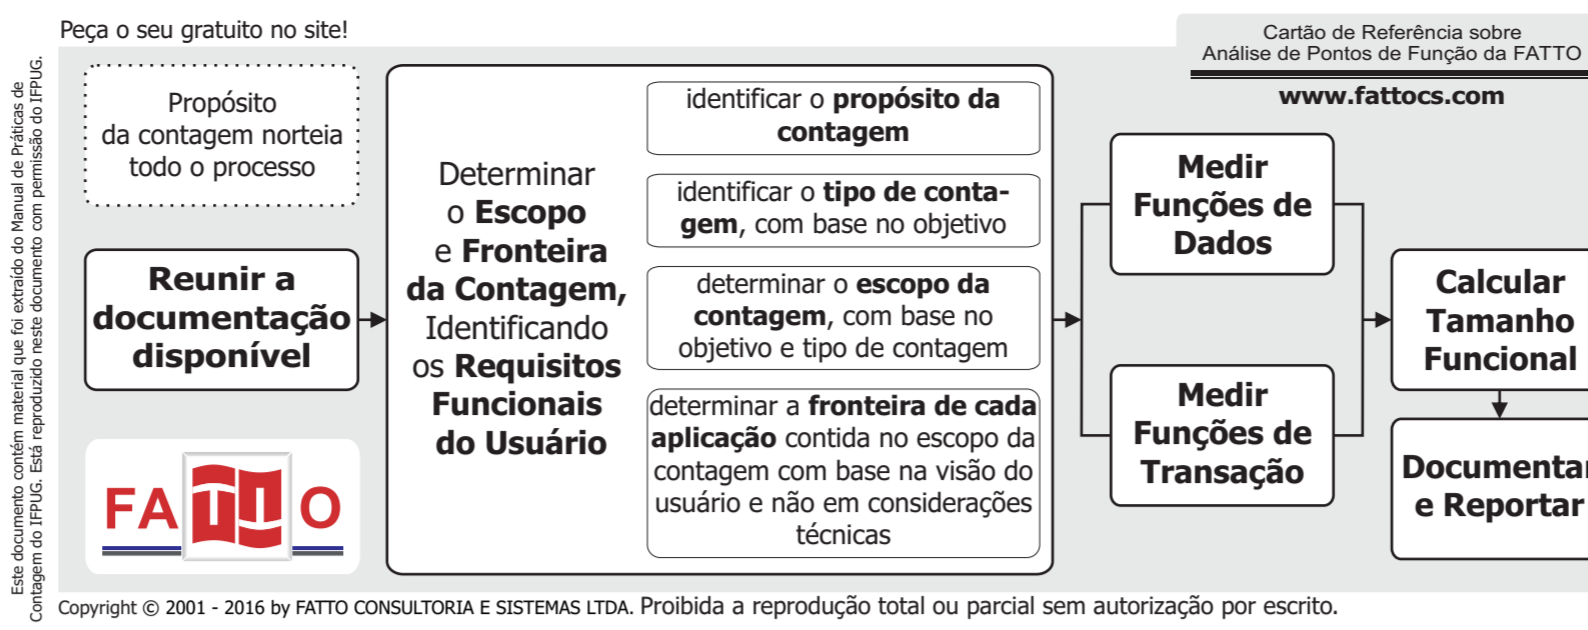 Peça o seu gratuito no site!
Cartão de Referência sobre
Análise de Pontos de Função da FATTO
www.fattocs.com
Este documento contém material que foi extraído do Manual de Práticas de
Contagem do IFPUG. Está reproduzido neste documento com permissão do IFPUG.
Propósito
da contagem norteia
todo o processo
Reunir a
documentação
disponível
FATTO
Determinar
o Escopo
e Fronteira
da Contagem,
Identificando
os Requisitos
Funcionais
do Usuário
identificar o propósito da
contagem
identificar o tipo de conta-
gem, com base no objetivo
determinar o escopo da
contagem, com base no
objetivo e tipo de contagem
determinar a fronteira de cada
aplicação contida no escopo da
contagem com base na visão do
usuário e não em considerações
técnicas
Medir
Funções de
Dados
Medir
Funções de
Transação
Calcular
Tamanho
Funcional
Documentar
e Reportar
Copyright © 2001 - 2016 by FATTO CONSULTORIA E SISTEMAS LTDA. Proibida a reprodução total ou parcial sem autorização por escrito.